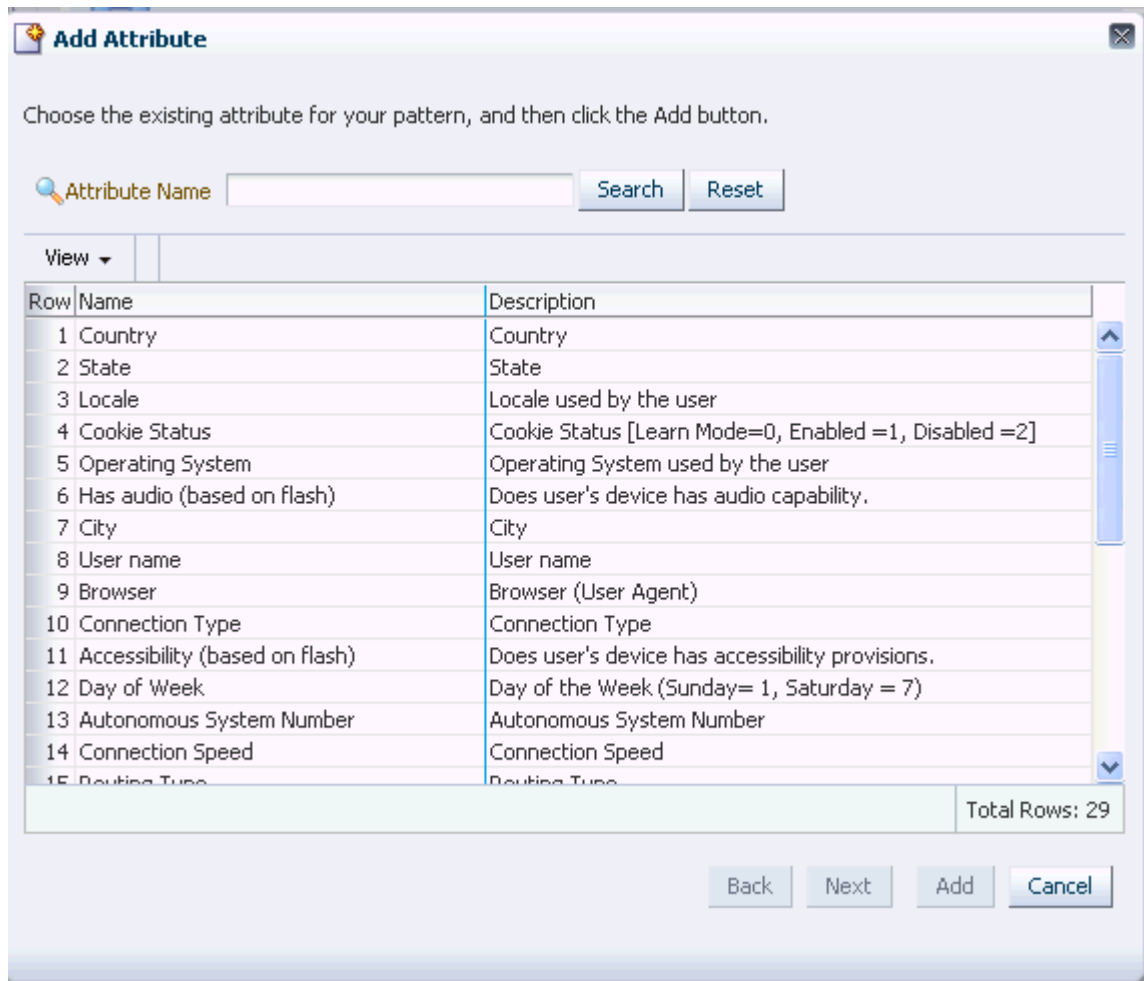 Add Attribute
Choose the existing attribute for your pattern, and then click the Add button.
Attribute Name Search Reset
View
Row Name Description
1 Country Country
2 State State
3 Locale Locale used by the user
4 Cookie Status Cookie Status [Learn Mode=0, Enabled =1, Disabled =2]
5 Operating System Operating System used by the user
6 Has audio (based on flash) Does user's device has audio capability.
7 City City
8 User name User name
9 Browser Browser (User Agent)
10 Connection Type Connection Type
11 Accessibility (based on flash) Does user's device has accessibility provisions.
12 Day of Week Day of the Week (Sunday= 1, Saturday = 7)
13 Autonomous System Number Autonomous System Number
14 Connection Speed Connection Speed
15 Routing Type Routing Type
Total Rows: 29
Back Next Add Cancel